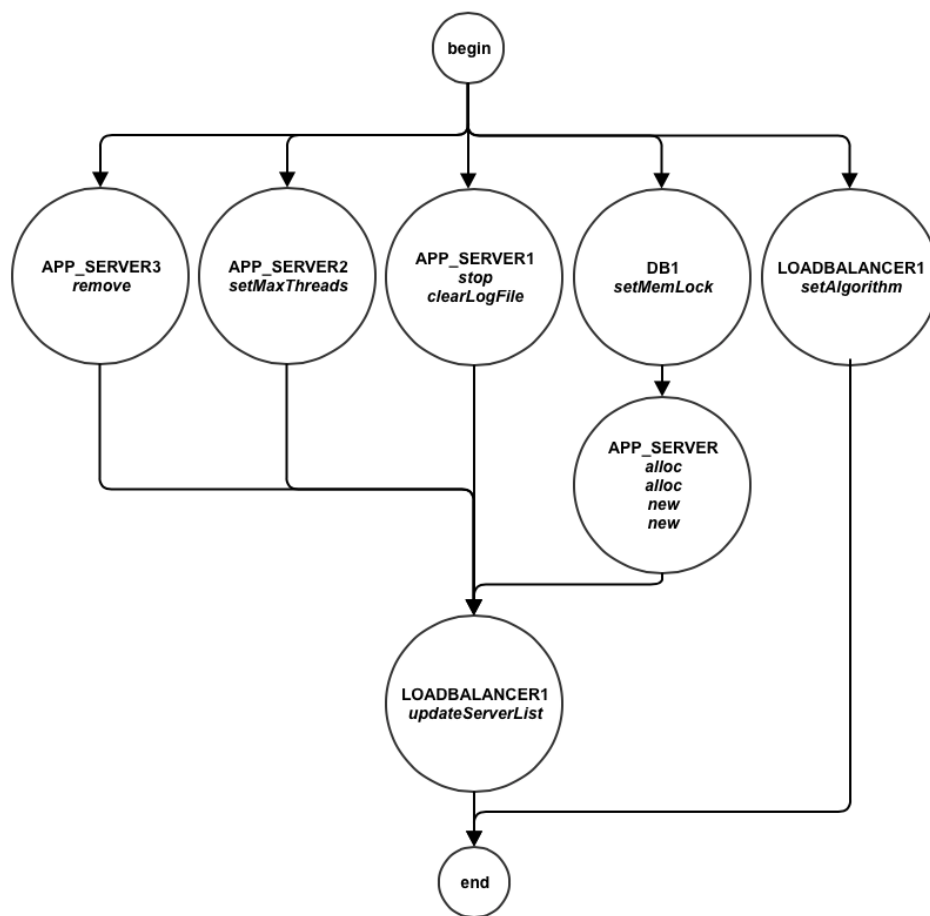 begin
APP_SERVER3
remove
APP_SERVER2
setMaxThreads
APP_SERVER1
stop
clearLogFile
DB1
setMemLock
LOADBALANCER1
setAlgorithm
APP_SERVER
alloc
alloc
new
new
LOADBALANCER1
updateServerList
end